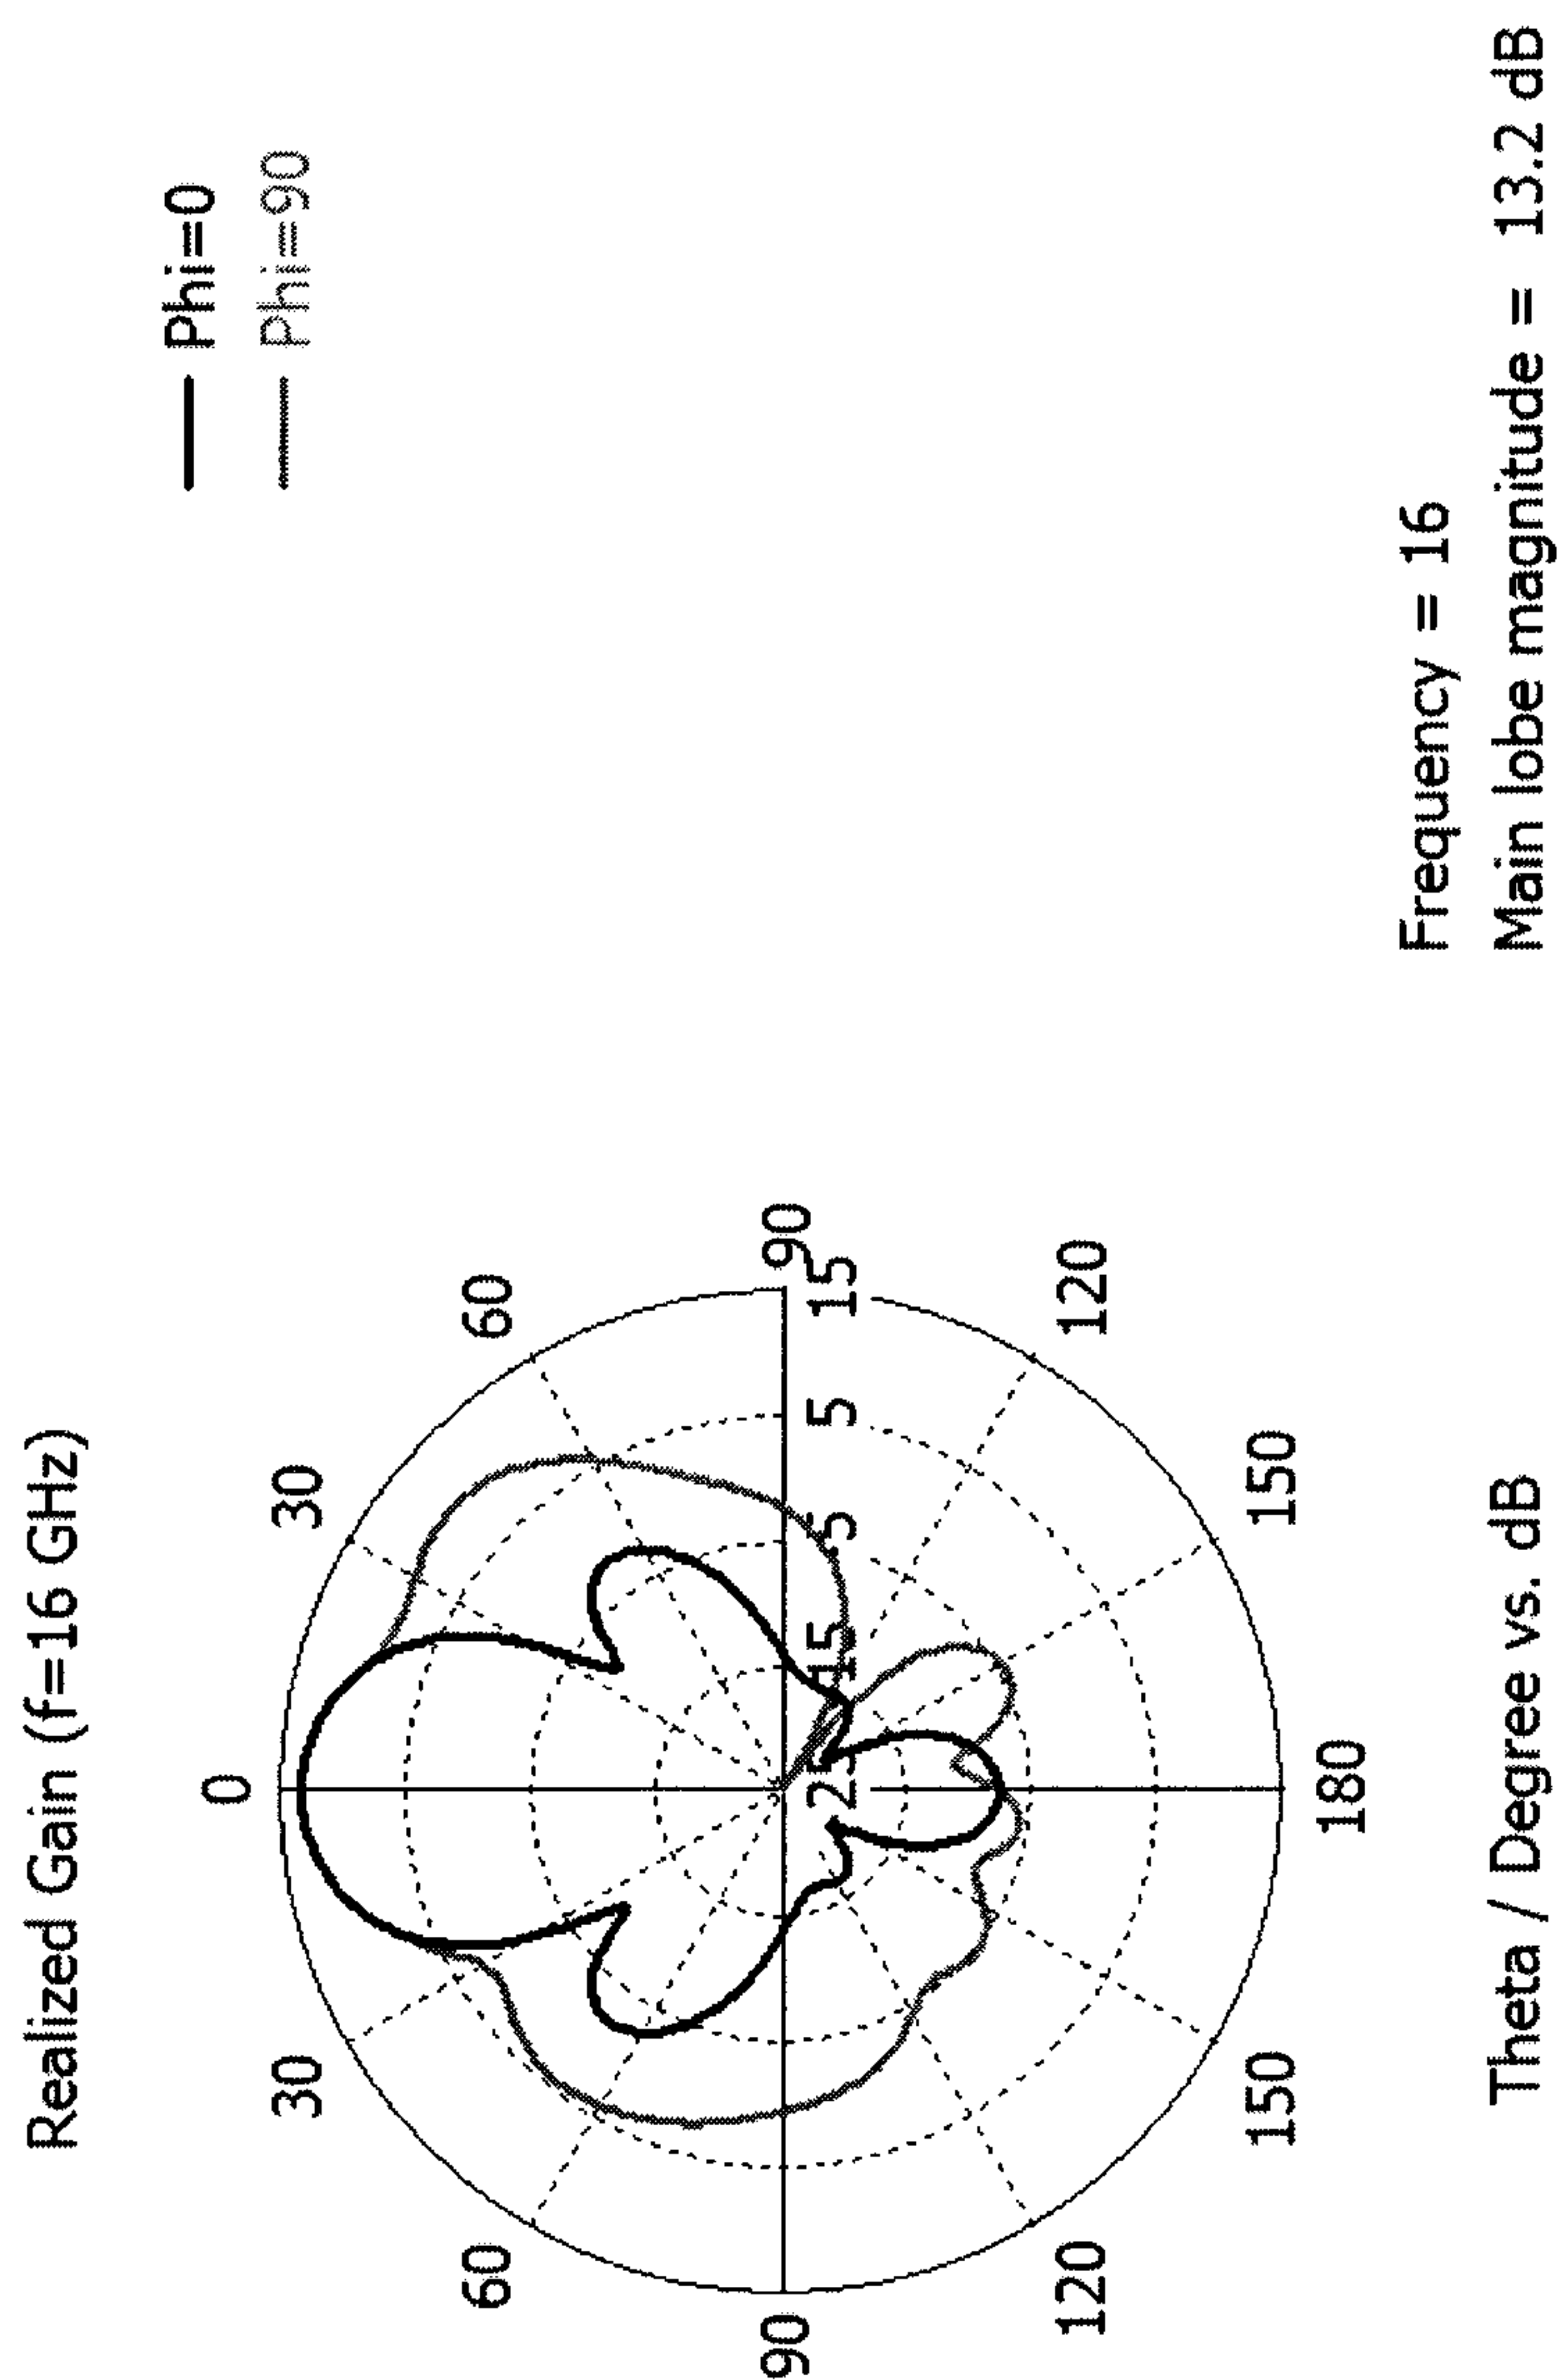 Realized Gain (f=16 GHz)
Phi=0
Phi=90
0
30 30
60 60
90 90
25 15 5 5 15
120 120
150 150
180
Frequency = 16
Main lobe magnitude = 13.2 dB
Theta / Degree vs. dB